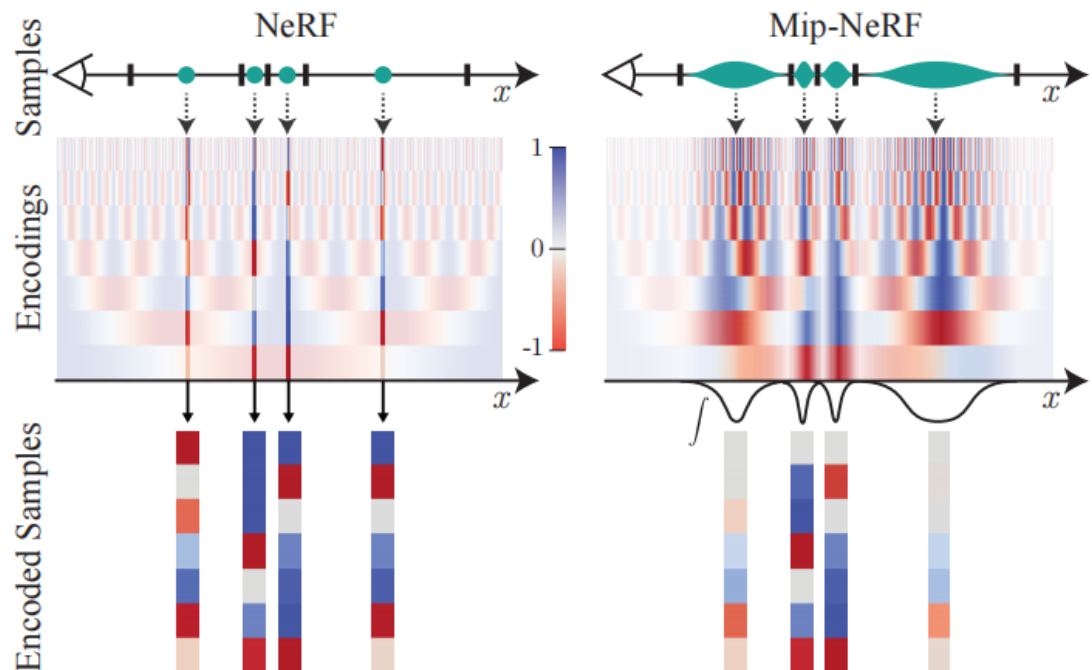 NeRF
Mip-NeRF
Samples
x
x
Encodings
1
0
-1
x
x
∫
Encoded Samples